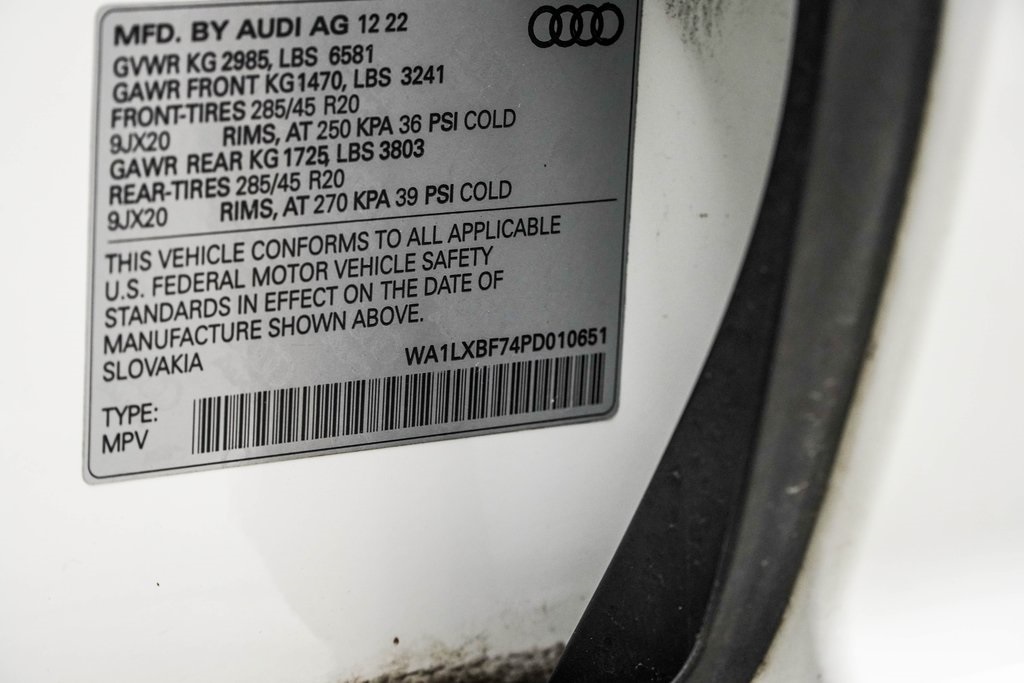 MFD. BY AUDI AG 12 22
GVWR KG 2985, LBS 6581
GAWR FRONT KG1470, LBS 3241
FRONT-TIRES 285/45 R20
9JX20 RIMS, AT 250 KPA 36 PSI COLD
GAWR REAR KG 1725, LBS 3803
REAR-TIRES 285/45 R20
9JX20 RIMS, AT 270 KPA 39 PSI COLD
THIS VEHICLE CONFORMS TO ALL APPLICABLE
U.S. FEDERAL MOTOR VEHICLE SAFETY
STANDARDS IN EFFECT ON THE DATE OF
MANUFACTURE SHOWN ABOVE.
SLOVAKIA WA1LXBF74PD010651
TYPE:
MPV